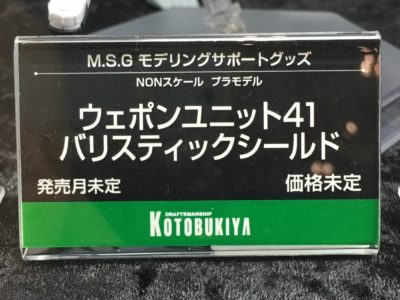 M.S.G モデリングサポートグッズ
NONスケール プラモデル
ウェポンユニット41
バリスティックシールド
発売月未定 価格未定
CRAFTSMANSHIP
KOTOBUKIYA